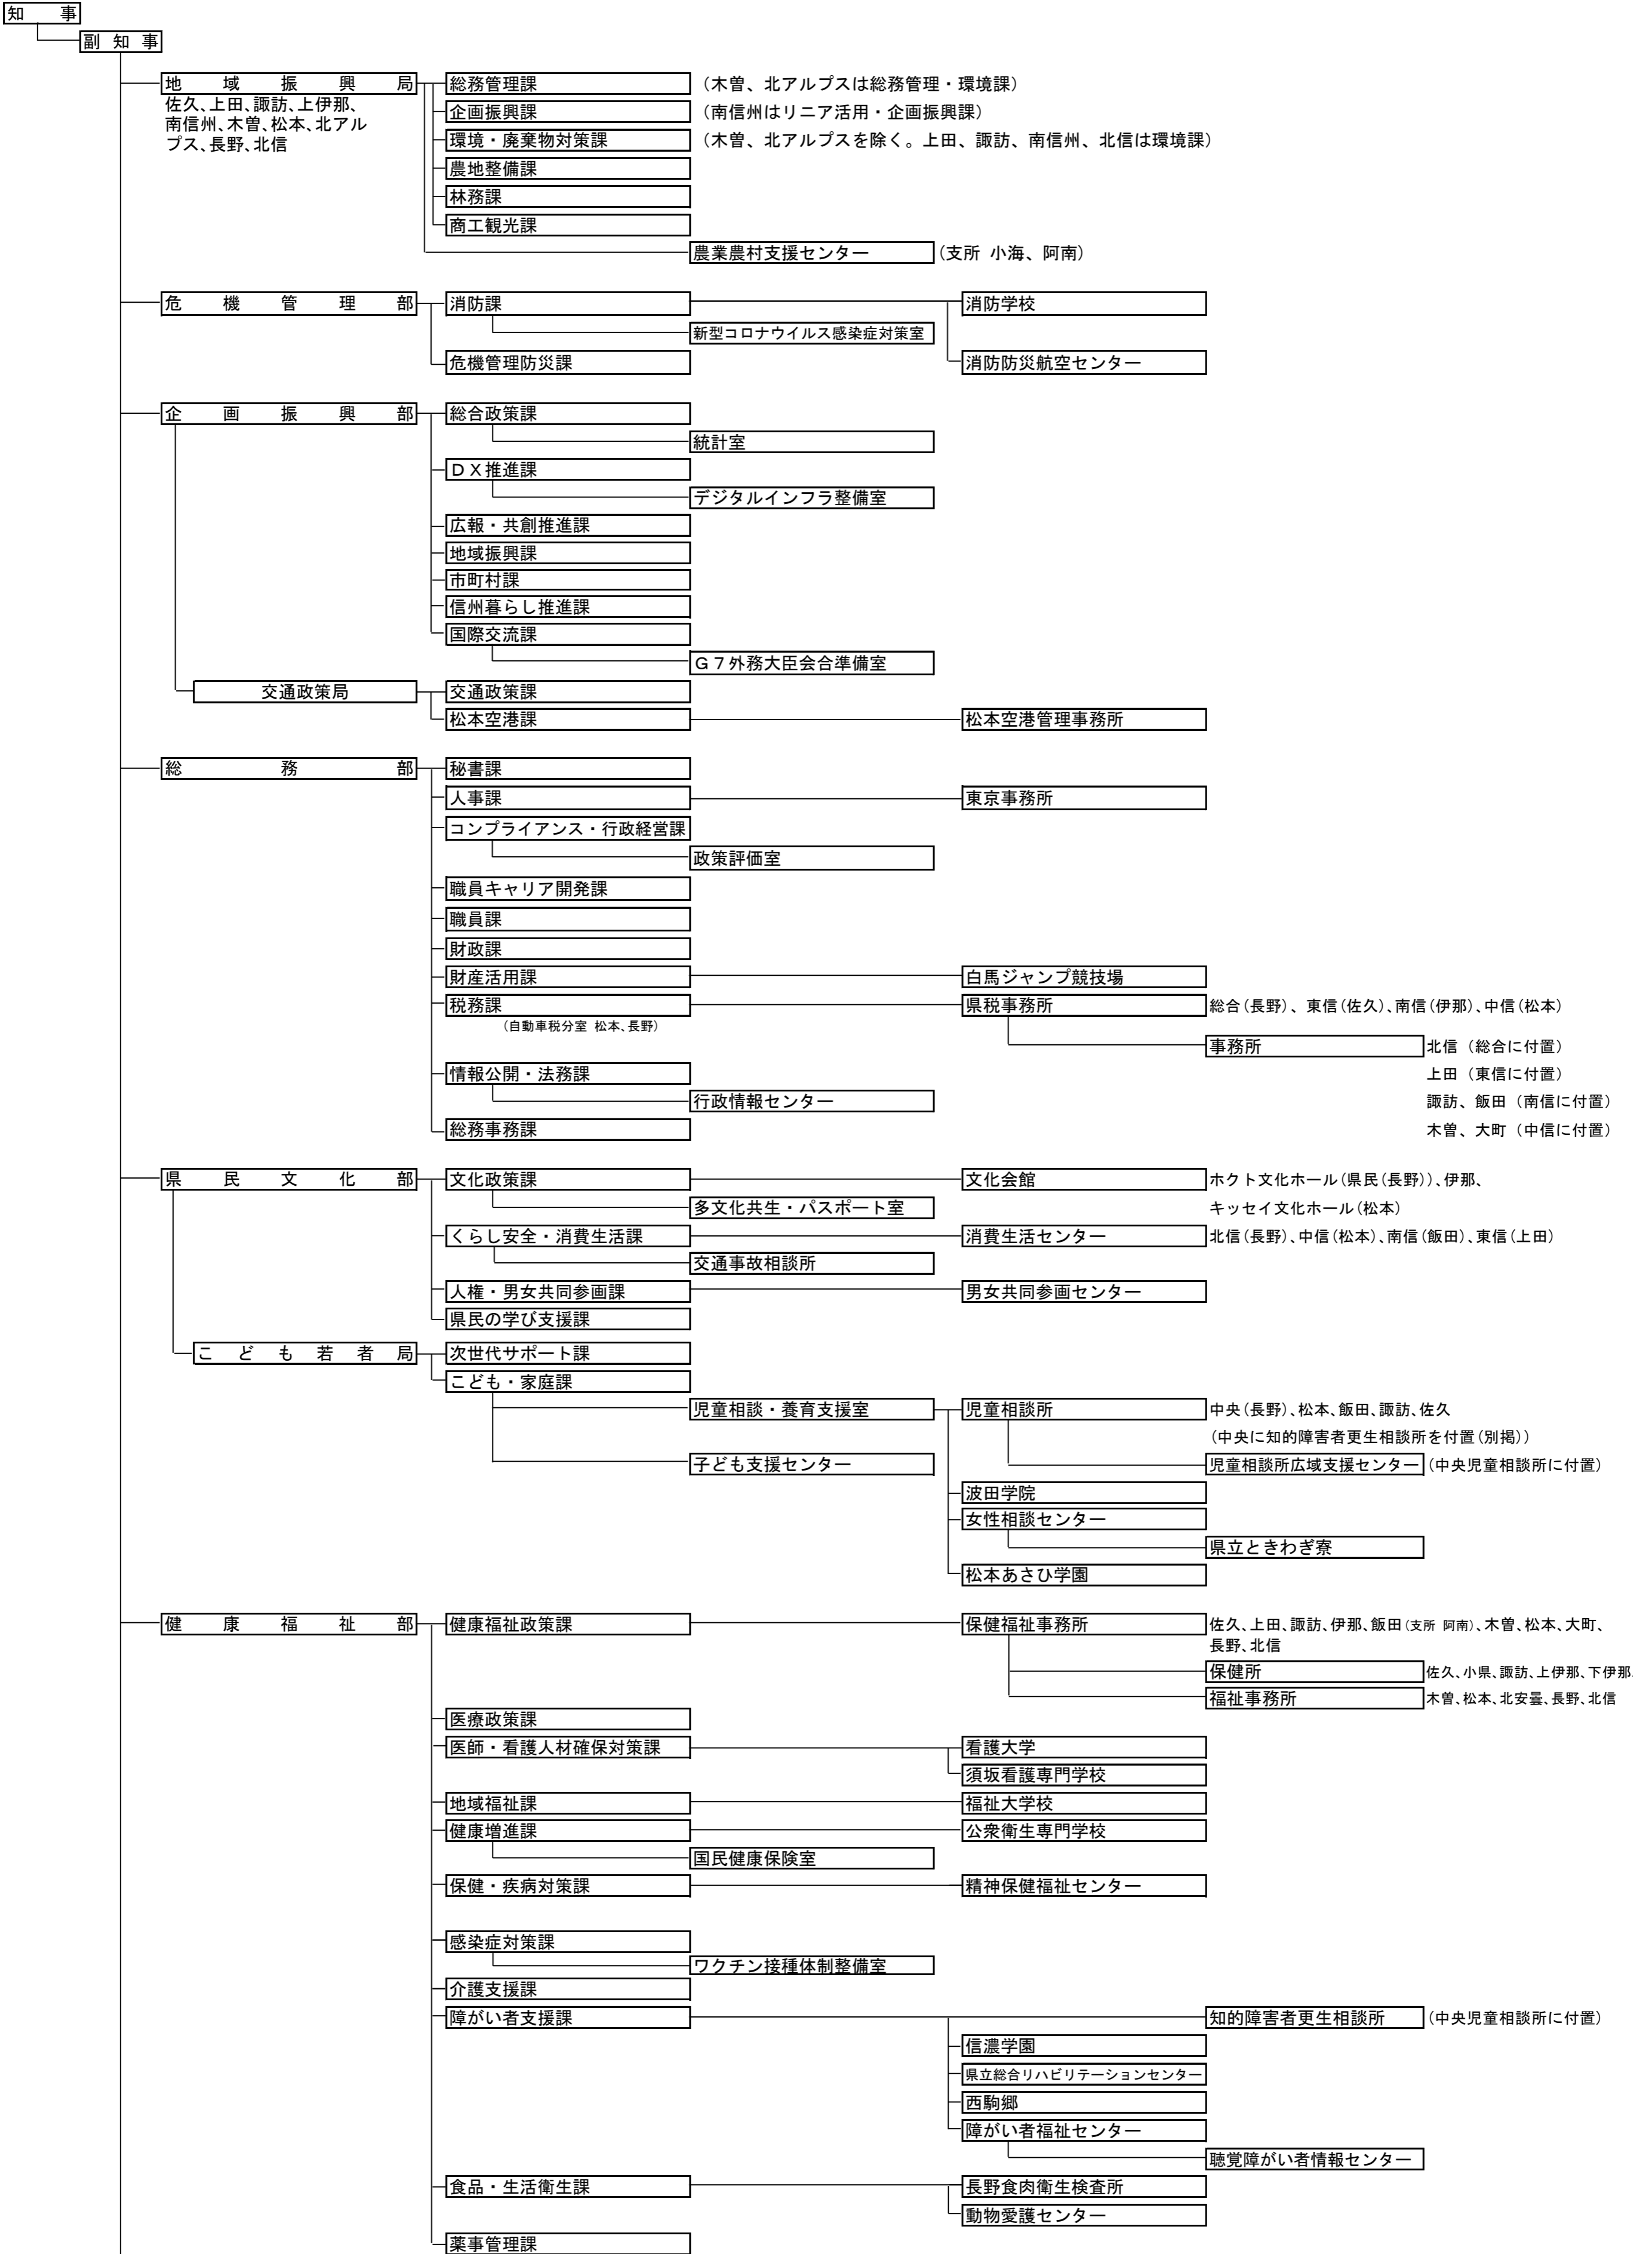 知事
副知事
地域振興局
佐久、上田、諏訪、上伊那、
南信州、木曽、松本、北アル
プス、長野、北信
総務管理課 （木曽、北アルプスは総務管理・環境課）
企画振興課 （南信州はリニア活用・企画振興課）
環境・廃棄物対策課 （木曽、北アルプスを除く。上田、諏訪、南信州、北信は環境課）
農地整備課
林務課
商工観光課
農業農村支援センター （支所 小海、阿南）
危機管理部 消防課 消防学校
新型コロナウイルス感染症対策室
危機管理防災課 消防防災航空センター
企画振興部 総合政策課
統計室
ＤＸ推進課
デジタルインフラ整備室
広報・共創推進課
地域振興課
市町村課
信州暮らし推進課
国際交流課
Ｇ７外務大臣会合準備室
交通政策局 交通政策課
松本空港課 松本空港管理事務所
総務部 秘書課
人事課 東京事務所
コンプライアンス・行政経営課
政策評価室
職員キャリア開発課
職員課
財政課
財産活用課 白馬ジャンプ競技場
税務課 県税事務所 総合（長野）、東信（佐久）、南信（伊那）、中信（松本）
（自動車税分室 松本、長野）
事務所 北信（総合に付置）
情報公開・法務課 上田（東信に付置）
行政情報センター 諏訪、飯田（南信に付置）
総務事務課 木曽、大町（中信に付置）
県民文化部 文化政策課 文化会館 ホクト文化ホール（県民（長野））、伊那、
多文化共生・パスポート室 キッセイ文化ホール（松本）
くらし安全・消費生活課 消費生活センター 北信（長野）、中信（松本）、南信（飯田）、東信（上田）
交通事故相談所
人権・男女共同参画課 男女共同参画センター
県民の学び支援課
こども若者局 次世代サポート課
こども・家庭課
児童相談・養育支援室 児童相談所 中央（長野）、松本、飯田、諏訪、佐久
（中央に知的障害者更生相談所を付置（別掲））
子ども支援センター 児童相談所広域支援センター （中央児童相談所に付置）
波田学院
女性相談センター
県立ときわぎ寮
松本あさひ学園
健康福祉部 健康福祉政策課 保健福祉事務所 佐久、上田、諏訪、伊那、飯田（支所 阿南）、木曽、松本、大町、
長野、北信
保健所 佐久、小県、諏訪、上伊那、下伊那、
福祉事務所 木曽、松本、北安曇、長野、北信
医療政策課
医師・看護人材確保対策課 看護大学
須坂看護専門学校
地域福祉課 福祉大学校
健康増進課 公衆衛生専門学校
国民健康保険室
保健・疾病対策課 精神保健福祉センター
感染症対策課
ワクチン接種体制整備室
介護支援課
障がい者支援課 知的障害者更生相談所 （中央児童相談所に付置）
信濃学園
県立総合リハビリテーションセンター
西駒郷
障がい者福祉センター
聴覚障がい者情報センター
食品・生活衛生課 長野食肉衛生検査所
動物愛護センター
薬事管理課